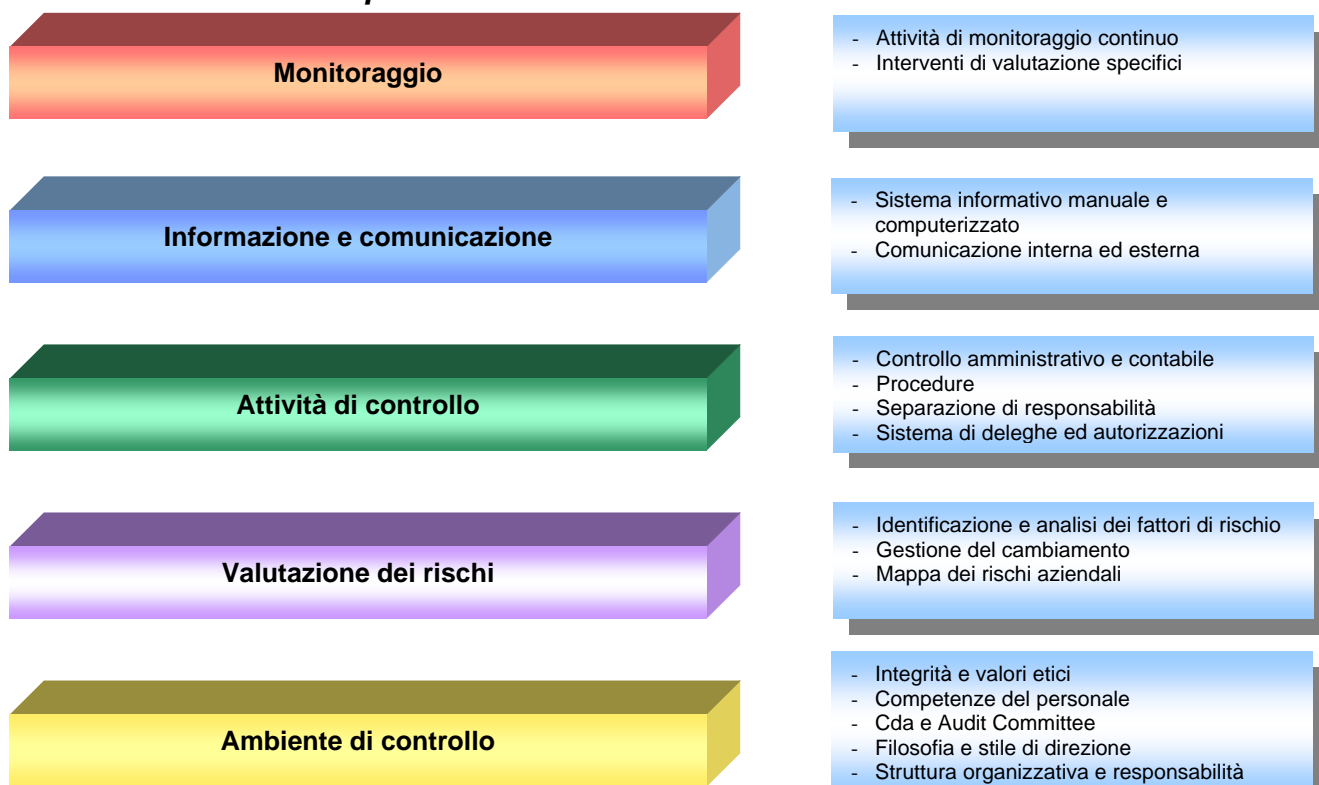 Monitoraggio
- Attività di monitoraggio continuo
- Interventi di valutazione specifici
Informazione e comunicazione
- Sistema informativo manuale e
computerizzato
- Comunicazione interna ed esterna
Attività di controllo
- Controllo amministrativo e contabile
- Procedure
- Separazione di responsabilità
- Sistema di deleghe ed autorizzazioni
Valutazione dei rischi
- Identificazione e analisi dei fattori di rischio
- Gestione del cambiamento
- Mappa dei rischi aziendali
Ambiente di controllo
- Integrità e valori etici
- Competenze del personale
- Cda e Audit Committee
- Filosofia e stile di direzione
- Struttura organizzativa e responsabilità